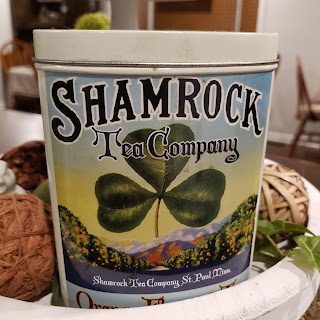 SHAMROCK
Tea Company
Shamrock Tea Company, St. Paul, Minn.